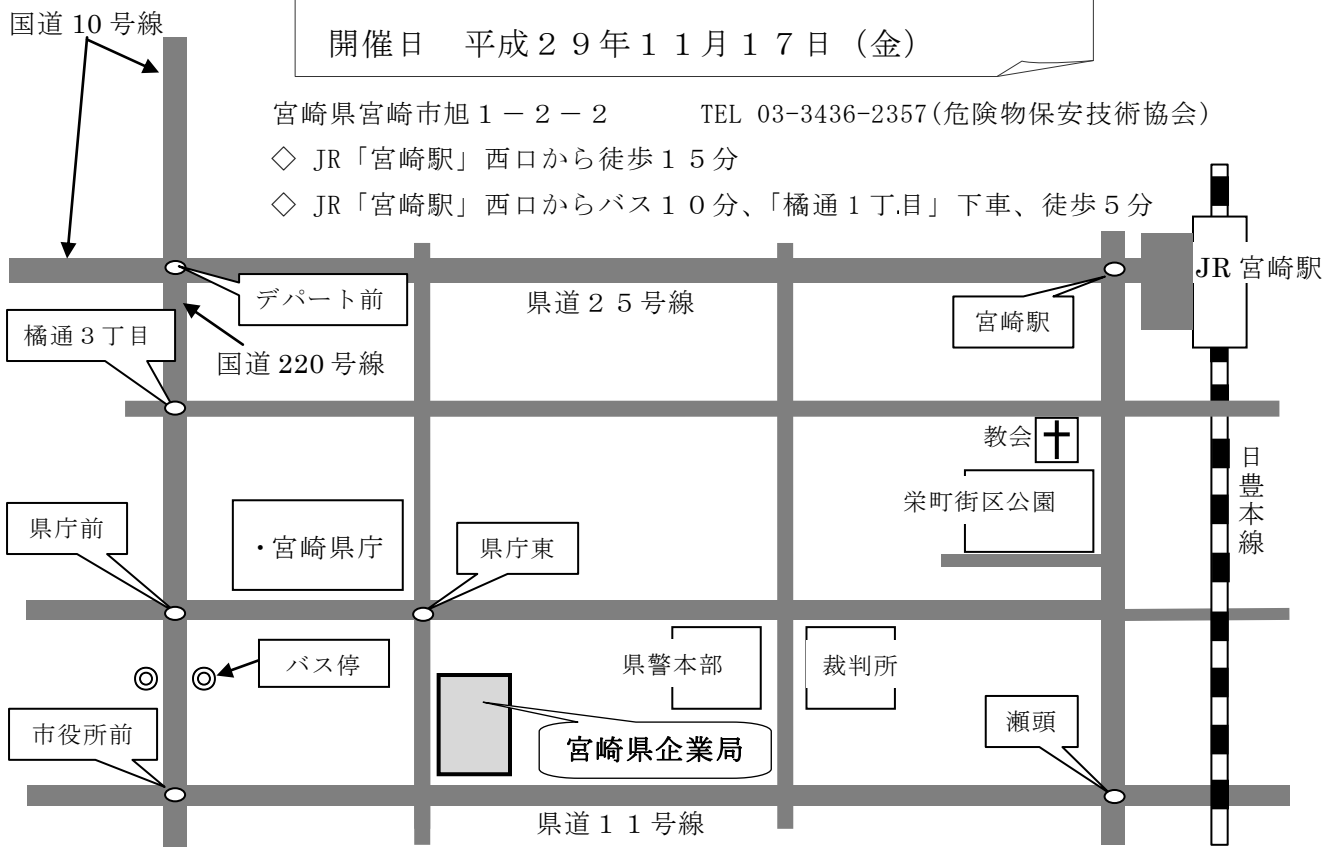 国道 10 号線
開催日　平成２９年１１月１７日（金）
宮崎県宮崎市旭１－２－２　　TEL 03-3436-2357(危険物保安技術協会)
◇ JR「宮崎駅」西口から徒歩１５分
◇ JR「宮崎駅」西口からバス１０分、「橘通１丁目」下車、徒歩５分
JR 宮崎駅
デパート前
県道２５号線
宮崎駅
橘通３丁目
国道 220 号線
教会
日豊本線
栄町街区公園
県庁前
・宮崎県庁
県庁東
バス停
県警本部
裁判所
市役所前
宮崎県企業局
瀬頭
県道１１号線